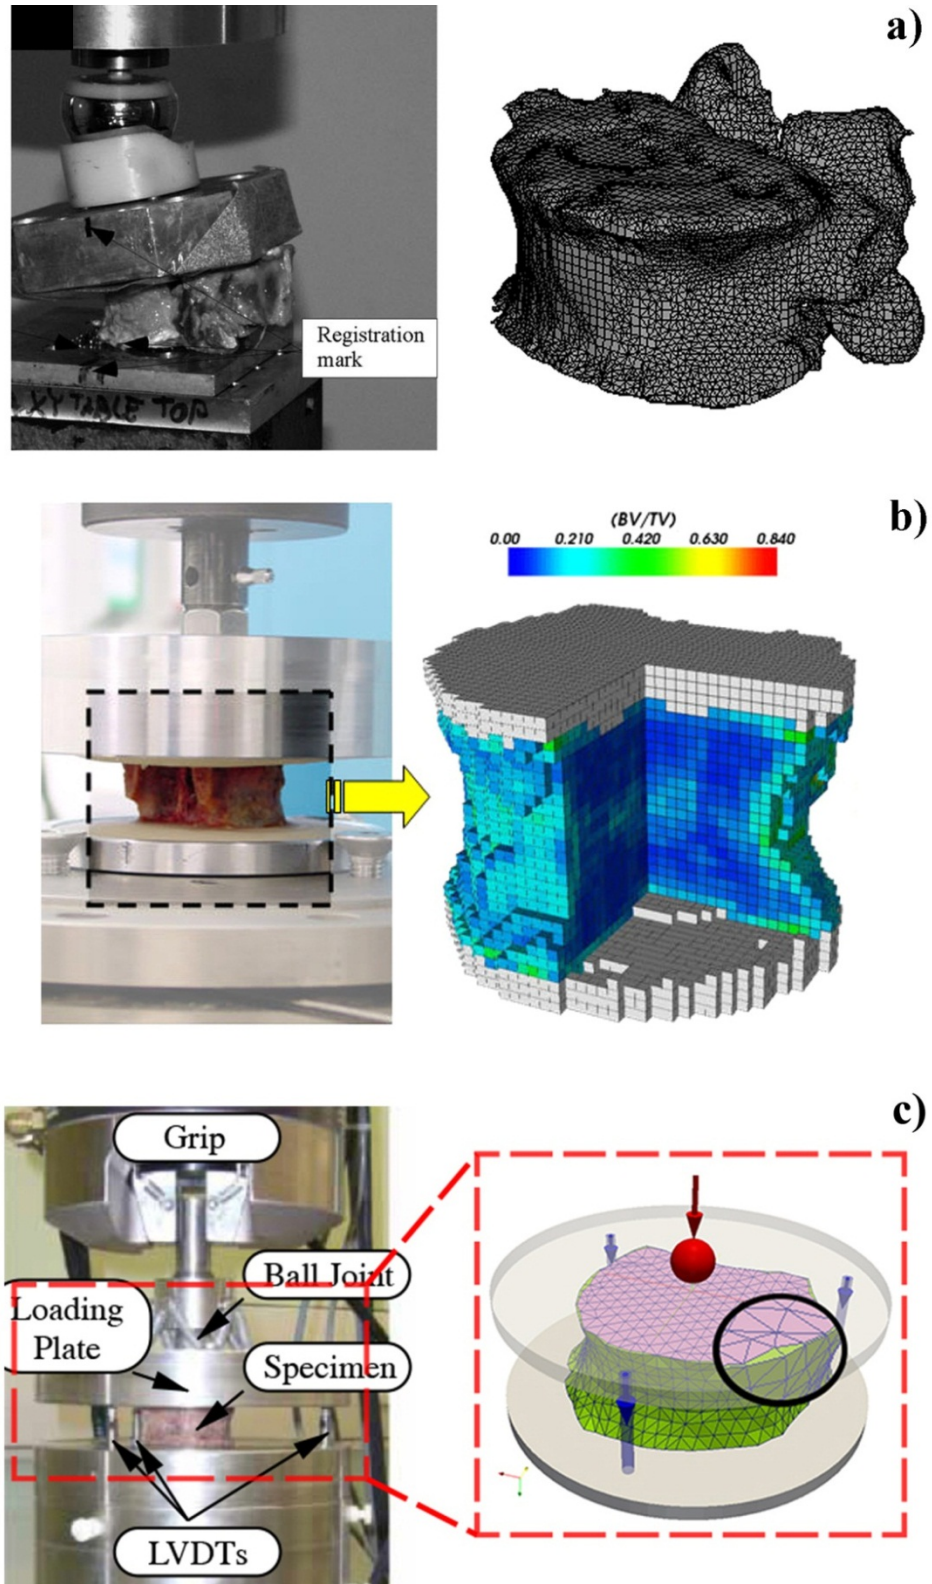 a)
Registration
mark
XY TABLE TOP
b)
(BV/TV)
0.00 0.210 0.420 0.630 0.840
c)
Grip
Ball Joint
Loading
Plate
Specimen
LVDTs